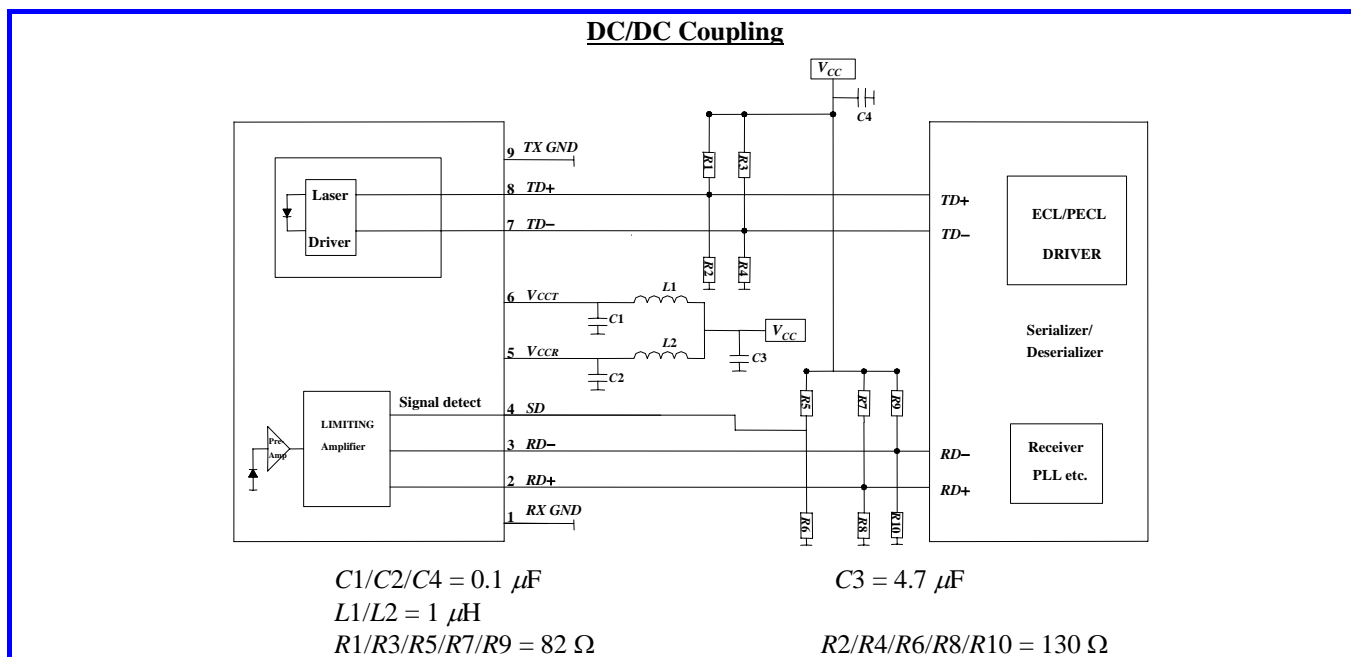 DC/DC Coupling
VCC
C4
9 TX GND
R1
R3
Laser
Driver
8 TD+
7 TD−
TD+
TD−
ECL/PECL
DRIVER
R2
R4
6 VCCT
L1
C1
VCC
5 VCCR
L2
C2
C3
Serializer/
Deserializer
R5
R7
R9
Signal detect
4 SD
LIMITING
Amplifier
Pre-
Amp
3 RD−
2 RD+
RD−
RD+
Receiver
PLL etc.
1 RX GND
R6
R8
R10
C1/C2/C4 = 0.1 µF
C3 = 4.7 µF
L1/L2 = 1 µH
R1/R3/R5/R7/R9 = 82 Ω
R2/R4/R6/R8/R10 = 130 Ω